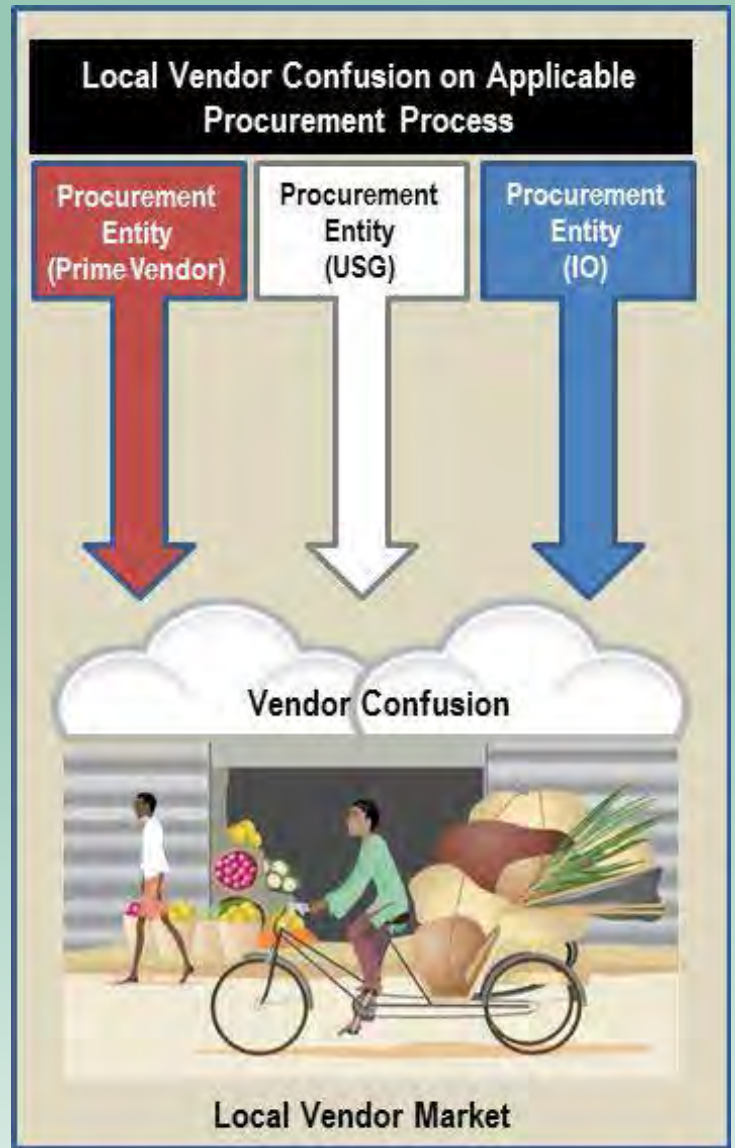 Local Vendor Confusion on Applicable
Procurement Process
Procurement
Entity
(Prime Vendor)
Procurement
Entity
(USG)
Procurement
Entity
(IO)
Vendor Confusion
Local Vendor Market